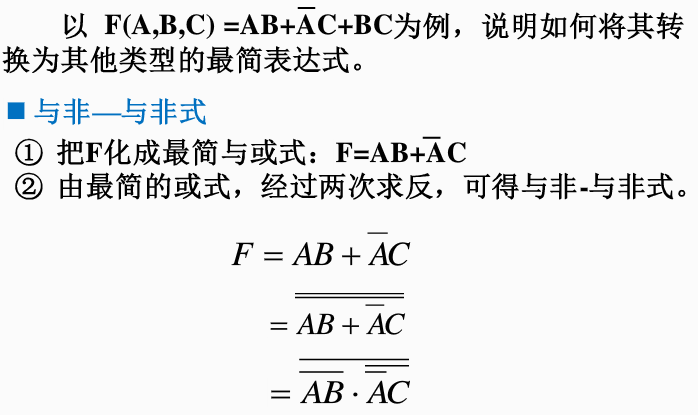 以 F(A,B,C) =AB+A̅C+BC为例，说明如何将其转
换为其他类型的最简表达式。
■ 与非—与非式
① 把F化成最简与或式：F=AB+A̅C
② 由最简的或式，经过两次求反，可得与非-与非式。
F = AB + \overline{A}C
= \overline{\overline{AB + \overline{A}C}}
= \overline{\overline{AB} · \overline{\overline{A}C}}